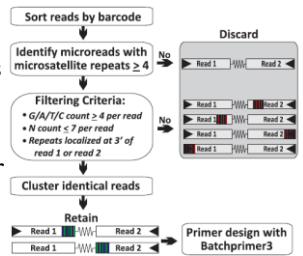 Sort reads by barcode
Discard
No
Identify microreads with
microsatellite repeats ≥ 4
Read 1 Read 2
Filtering Criteria:
• G/A/T/C count ≥ 4 per read
• N count ≤ 7 per read
• Repeats localized at 3' of
read 1 or read 2
No
Read 1 Read 2
Read 1 Read 2
Read 1 Read 2
Read 1 Read 2
Cluster identical reads
Retain
Read 1 Read 2
Read 1 Read 2
Primer design with
Batchprimer3